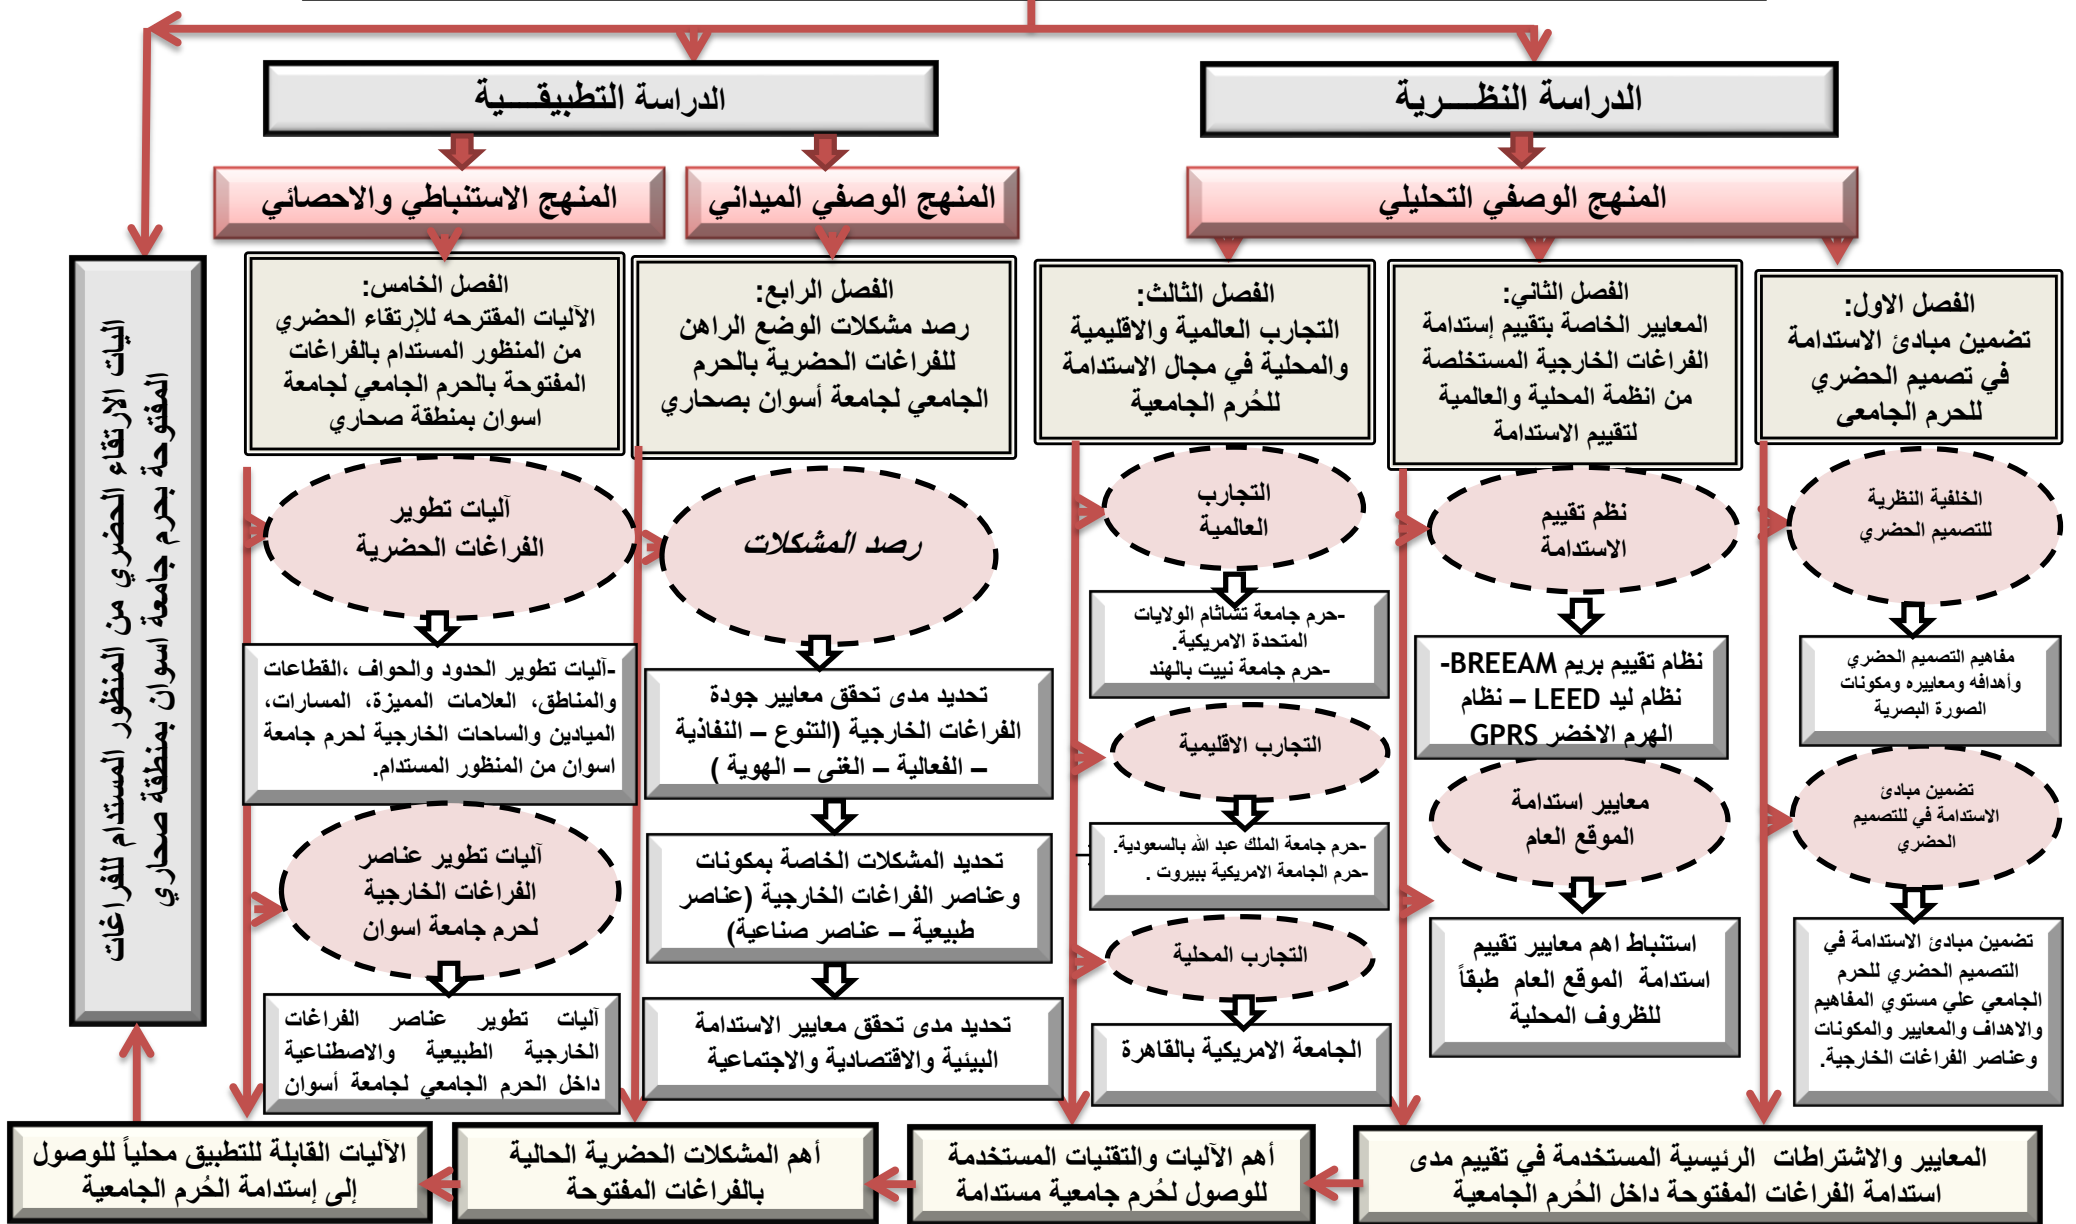 الدراسة النظـــــرية
الدراسة التطبيقــــية
المنهج الوصفي التحليلي
المنهج الوصفي الميداني
المنهج الاستنباطي والاحصائي
الفصل الاول:
تضمين مبادئ الاستدامة
في تصميم الحضري
للحرم الجامعى
الخلفية النظرية
للتصميم الحضري
مفاهيم التصميم الحضري
وأهدافه ومعاييره ومكونات
الصورة البصرية
تضمين مبادئ
الاستدامة في للتصميم
الحضري
تضمين مبادئ الاستدامة في
التصميم الحضري للحرم
الجامعي علي مستوي المفاهيم
والاهداف والمعايير والمكونات
وعناصر الفراغات الخارجية.
الفصل الثاني:
المعايير الخاصة بتقييم إستدامة
الفراغات الخارجية المستخلصة
من انظمة المحلية والعالمية
لتقييم الاستدامة
نظم تقييم
الاستدامة
نظام تقييم بريم BREEAM-
نظام ليد LEED – نظام
الهرم الاخضر GPRS
معايير استدامة
الموقع العام
استنباط اهم معايير تقييم
استدامة الموقع العام طبقاً
للظروف المحلية
الفصل الثالث:
التجارب العالمية والاقليمية
والمحلية في مجال الاستدامة
للحُرم الجامعية
التجارب
العالمية
-حرم جامعة تشاثام الولايات
المتحدة الامريكية.
-حرم جامعة نييت بالهند
التجارب الاقليمية
-حرم جامعة الملك عبد الله بالسعودية.
-حرم الجامعة الامريكية ببيروت .
التجارب المحلية
الجامعة الامريكية بالقاهرة
الفصل الرابع:
رصد مشكلات الوضع الراهن
للفراغات الحضرية بالحرم
الجامعي لجامعة أسوان بصحاري
رصد المشكلات
تحديد مدى تحقق معايير جودة
الفراغات الخارجية (التنوع – النفاذية
– الفعالية – الغنى – الهوية )
تحديد المشكلات الخاصة بمكونات
وعناصر الفراغات الخارجية (عناصر
طبيعية – عناصر صناعية)
تحديد مدى تحقق معايير الاستدامة
البيئية والاقتصادية والاجتماعية
الفصل الخامس:
الآليات المقترحه للإرتقاء الحضري
من المنظور المستدام بالفراغات
المفتوحة بالحرم الجامعي لجامعة
اسوان بمنطقة صحاري
آليات تطوير
الفراغات الحضرية
-آليات تطوير الحدود والحواف ،القطاعات
والمناطق، العلامات المميزة، المسارات،
الميادين والساحات الخارجية لحرم جامعة
اسوان من المنظور المستدام.
آليات تطوير عناصر
الفراغات الخارجية
لحرم جامعة اسوان
آليات تطوير عناصر الفراغات
الخارجية الطبيعية والاصطناعية
داخل الحرم الجامعي لجامعة أسوان
اليات الارتقاء الحضري من المنظور المستدام للفراغات
المفتوحة بحرم جامعة اسوان بمنطقة صحاري
المعايير والاشتراطات الرئيسية المستخدمة في تقييم مدى
استدامة الفراغات المفتوحة داخل الحُرم الجامعية
أهم الآليات والتقنيات المستخدمة
للوصول لحُرم جامعية مستدامة
أهم المشكلات الحضرية الحالية
بالفراغات المفتوحة
الآليات القابلة للتطبيق محلياً للوصول
إلى إستدامة الحُرم الجامعية